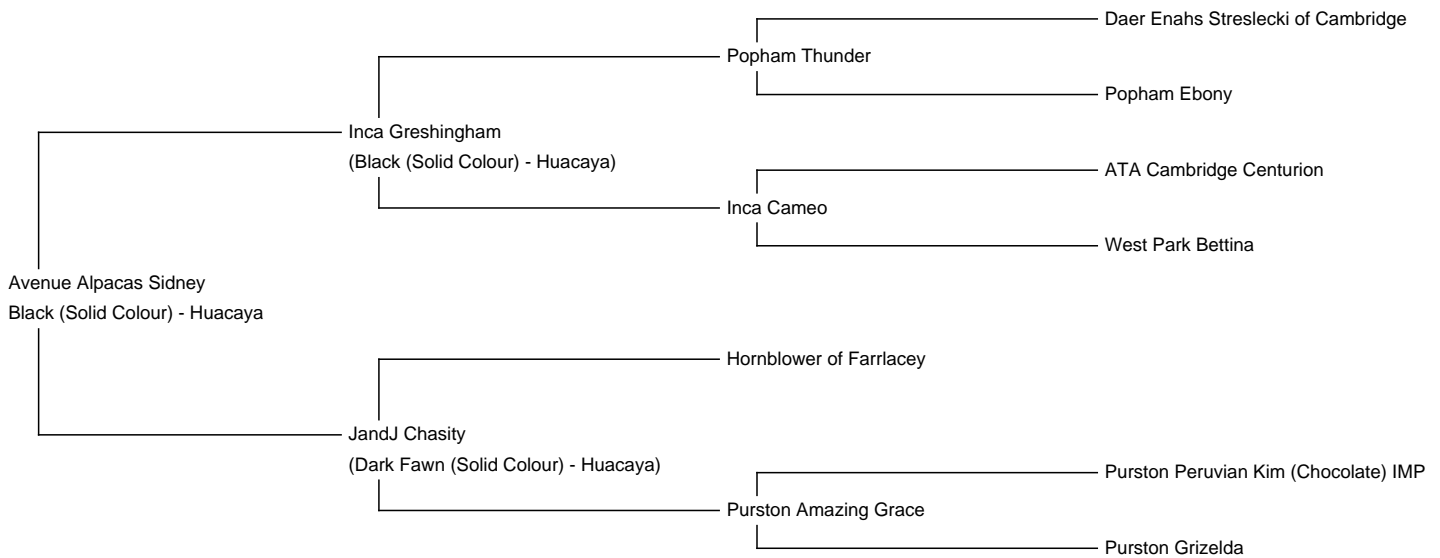 Daer Enahs Streslecki of Cambridge
Popham Thunder
Popham Ebony
Inca Greshingham
(Black (Solid Colour) - Huacaya)
ATA Cambridge Centurion
Inca Cameo
West Park Bettina
Avenue Alpacas Sidney
Black (Solid Colour) - Huacaya
Hornblower of Farrlacey
JandJ Chasity
(Dark Fawn (Solid Colour) - Huacaya)
Purston Peruvian Kim (Chocolate) IMP
Purston Amazing Grace
Purston Grizelda